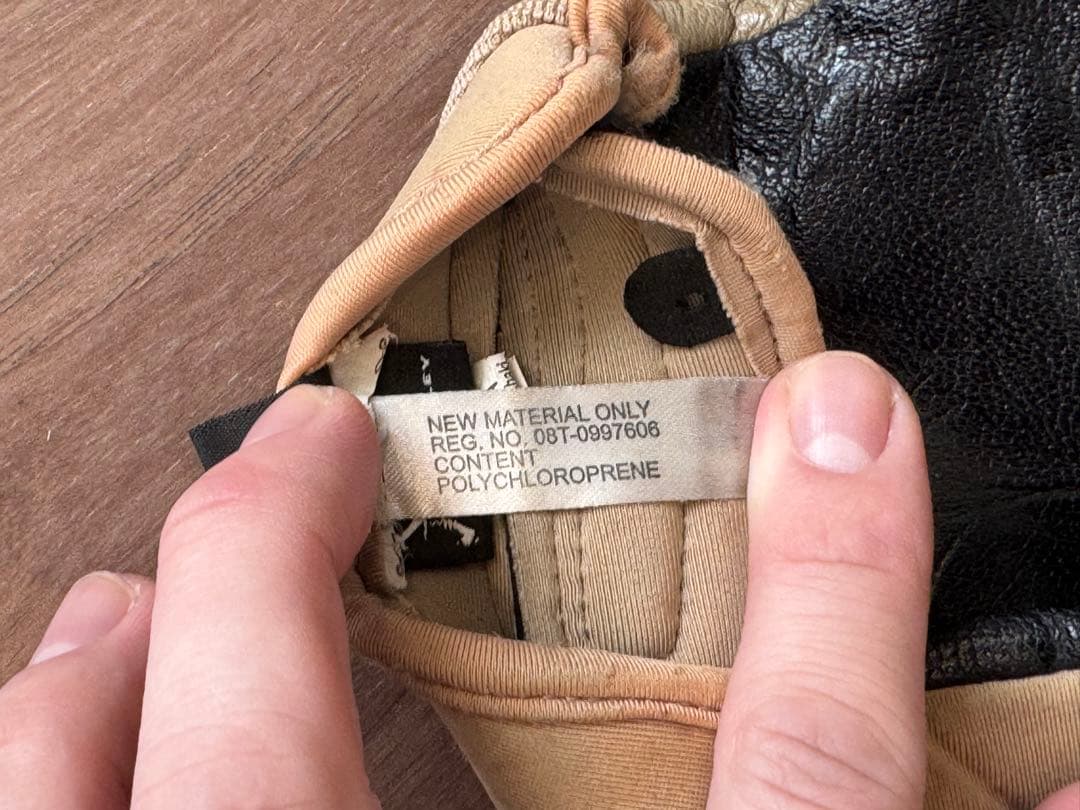 NEW MATERIAL ONLY
REG. NO. 08T-0997606
CONTENT
POLYCHLOROPRENE